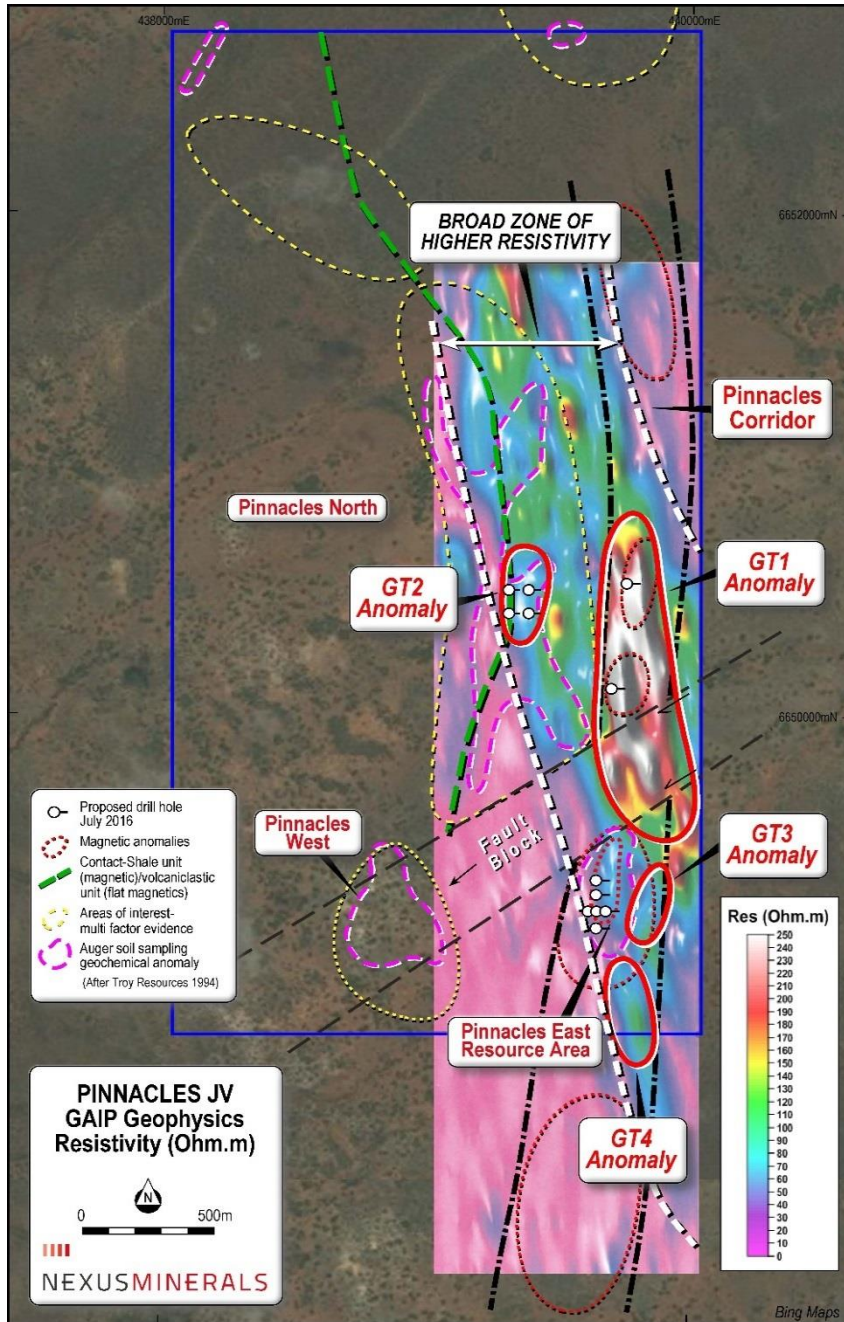 438000mE
440000mE
6652000mN
BROAD ZONE OF
HIGHER RESISTIVITY
Pinnacles
Corridor
Pinnacles North
GT2
Anomaly
GT1
Anomaly
6650000mN
Proposed drill hole
July 2016
Magnetic anomalies
Contact-Shale unit
(magnetic)/volcaniclastic
unit (flat magnetics)
Areas of interest-
multi factor evidence
Auger soil sampling
geochemical anomaly
(After Troy Resources 1994)
Pinnacles
West
Fault
Block
GT3
Anomaly
Res (Ohm.m)
250
240
230
220
210
200
190
180
170
160
150
140
130
120
110
100
90
80
70
60
50
40
30
20
10
0
Pinnacles East
Resource Area
GT4
Anomaly
PINNACLES JV
GAIP Geophysics
Resistivity (Ohm.m)
N
0 500m
NEXUSMINERALS
Bing Maps